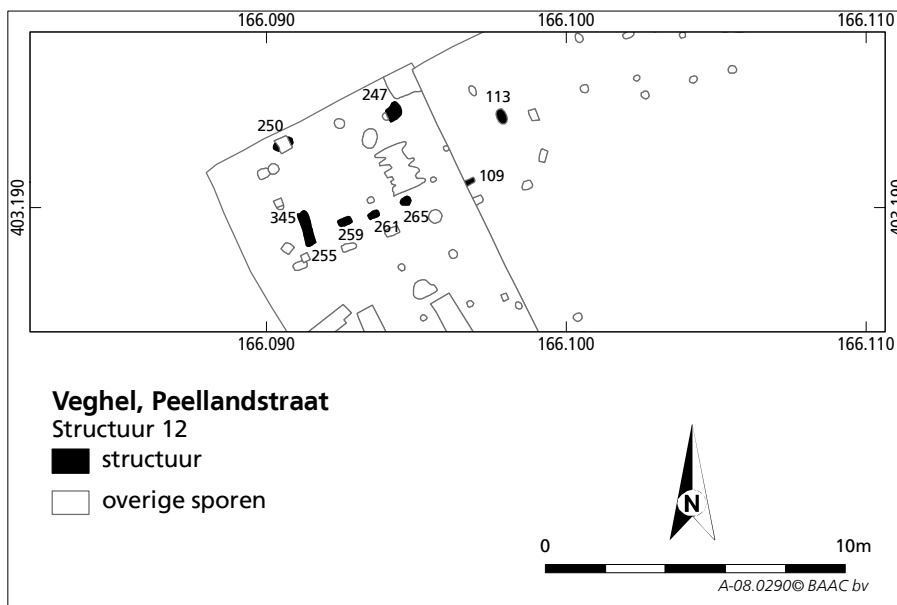 166.090 166.100 166.110
247 113
250
109
403.190 403.190
345 259 261 265
255
166.090 166.100 166.110
Veghel, Peellandstraat
Structuur 12
structuur
overige sporen
N
0 10m
A-08.0290© BAAC bv